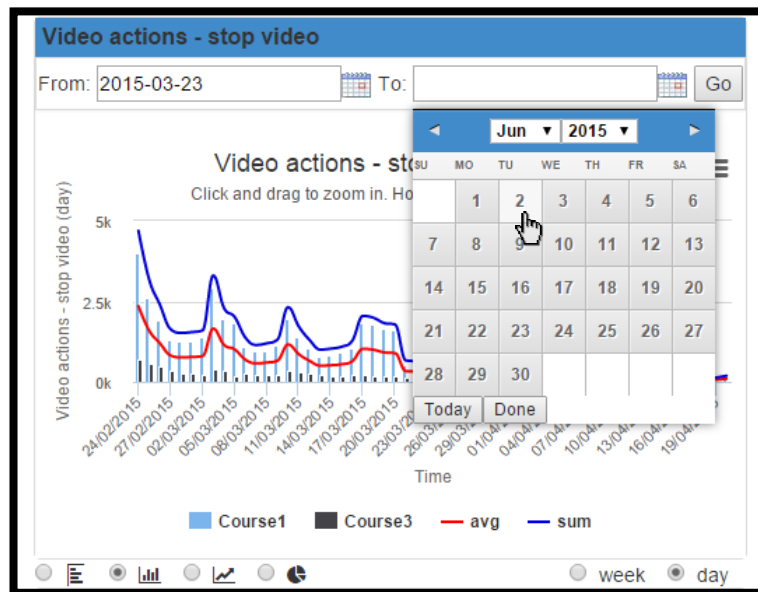 Video actions - stop video
From: 2015-03-23 To: Go
Jun 2015
SU MO TU WE TH FR SA
1 2 3 4 5 6
7 8 9 10 11 12 13
14 15 16 17 18 19 20
21 22 23 24 25 26 27
28 29 30
Today Done
Video actions - st
Click and drag to zoom in. Ho
Video actions - stop video (day)
5k
2.5k
0k
24/02/2015 27/02/2015 02/03/2015 05/03/2015 08/03/2015 11/03/2015 14/03/2015 17/03/2015 20/03/2015
Time
Course1 Course3 avg sum
week day